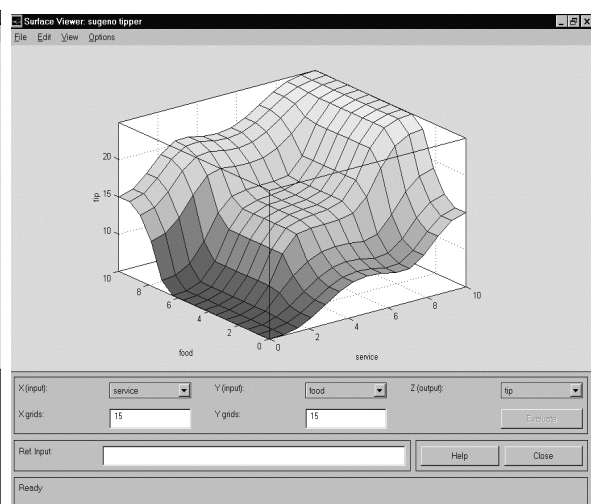 Surface Viewer: sugeno tipper
File Edit View Options
20
15
10
tip
10
8
6
4
2
0
food
0
2
4
6
8
10
service
X (input): service Y (input): food Z (output): tip
X grids: 15 Y grids: 15 Evaluate
Ref. Input: Help Close
Ready